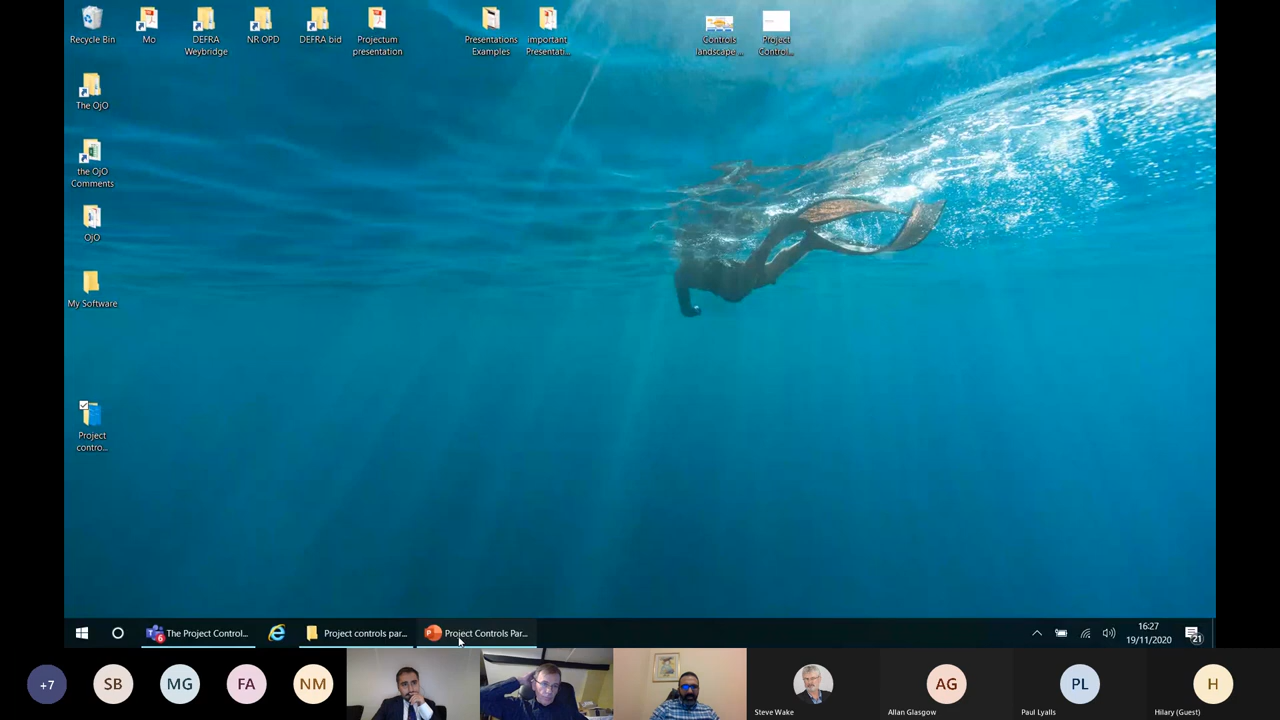 Recycle Bin
Mo
DEFRA
Weybridge
NR OPD
DEFRA bid
Projectum
presentation
Presentations
Examples
important
Presentati...
Controls
landscape ...
Project
Control...
The OjO
the OjO
Comments
OjO
My Software
Project
contro...
6
The Project Control...
Project controls par...
P
Project Controls Par...
16:27
19/11/2020
21
+7
SB
MG
FA
NM
Steve Wake
AG
Allan Glasgow
PL
Paul Lyalls
H
Hilary (Guest)